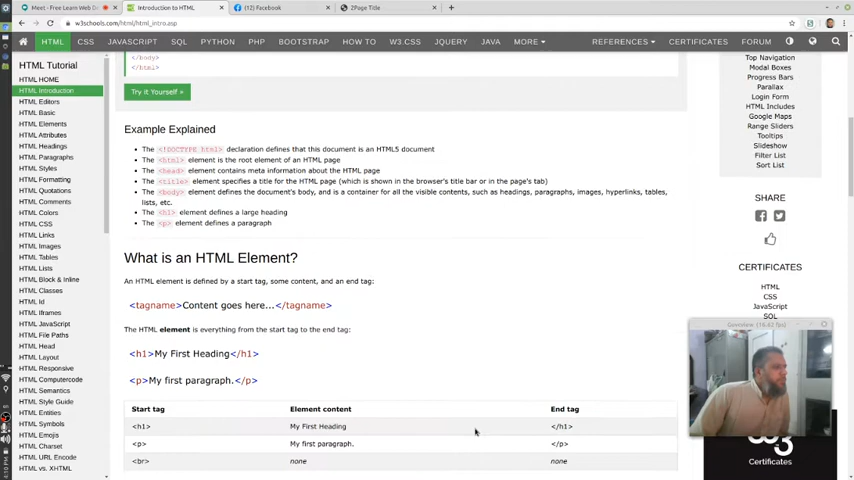 Meet - Free Learn Web D
Introduction to HTML
(12) Facebook
2Page Title
w3schools.com/html/html_intro.asp
HTML CSS JAVASCRIPT SQL PYTHON PHP BOOTSTRAP HOW TO W3.CSS JQUERY JAVA MORE REFERENCES CERTIFICATES FORUM
HTML Tutorial
HTML HOME
HTML Introduction
HTML Editors
HTML Basic
HTML Elements
HTML Attributes
HTML Headings
HTML Paragraphs
HTML Styles
HTML Formatting
HTML Quotations
HTML Comments
HTML Colors
HTML CSS
HTML Links
HTML Images
HTML Tables
HTML Lists
HTML Block & Inline
HTML Classes
HTML Id
HTML Iframes
HTML JavaScript
HTML File Paths
HTML Head
HTML Layout
HTML Responsive
HTML Computercode
HTML Semantics
HTML Style Guide
HTML Entities
HTML Symbols
HTML Emojis
HTML Charset
HTML URL Encode
HTML vs. XHTML
</body>
</html>
Try it Yourself »
Example Explained
The <!DOCTYPE html> declaration defines that this document is an HTML5 document
The <html> element is the root element of an HTML page
The <head> element contains meta information about the HTML page
The <title> element specifies a title for the HTML page (which is shown in the browser's title bar or in the page's tab)
The <body> element defines the document's body, and is a container for all the visible contents, such as headings, paragraphs, images, hyperlinks, tables,
lists, etc.
The <h1> element defines a large heading
The <p> element defines a paragraph
What is an HTML Element?
An HTML element is defined by a start tag, some content, and an end tag:
<tagname>Content goes here...</tagname>
The HTML element is everything from the start tag to the end tag:
<h1>My First Heading</h1>
<p>My first paragraph.</p>
Start tag Element content End tag
<h1> My First Heading </h1>
<p> My first paragraph. </p>
<br> none none
Top Navigation
Modal Boxes
Progress Bars
Parallax
Login Form
HTML Includes
Google Maps
Range Sliders
Tooltips
Slideshow
Filter List
Sort List
SHARE
CERTIFICATES
HTML
CSS
JavaScript
SQL
Certificates